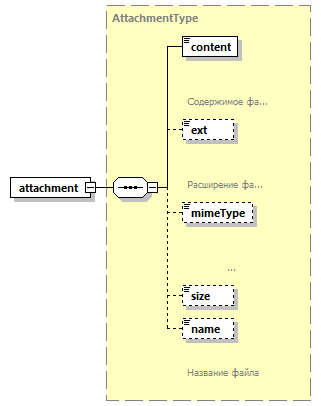 AttachmentType
content
Содержимое фа...
ext
attachment
Расширение фа...
mimeType
...
size
name
Название файла